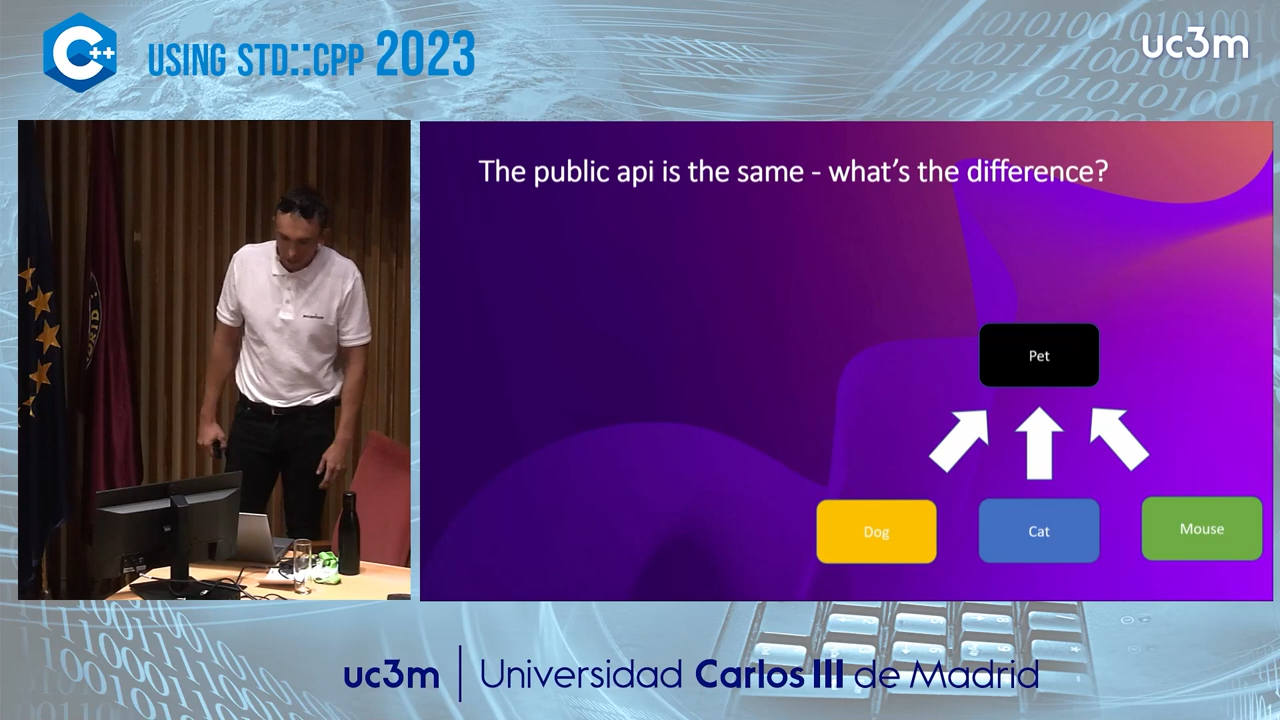 C++
USING STD::CPP 2023
uc3m
The public api is the same - what's the difference?
Pet
Dog
Cat
Mouse
uc3m | Universidad Carlos III de Madrid